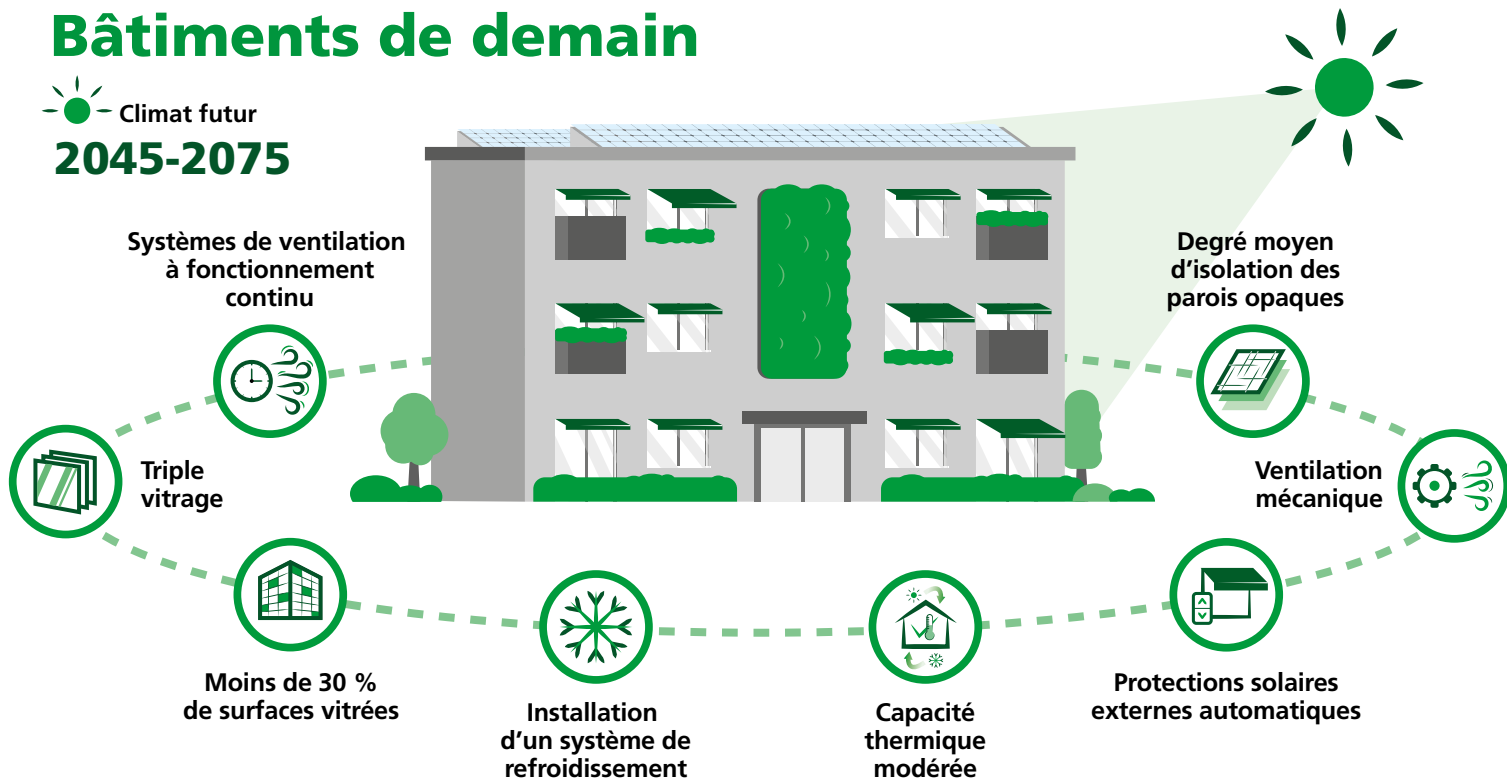 Bâtiments de demain
Climat futur
2045-2075
Systèmes de ventilation
à fonctionnement
continu
Degré moyen
d’isolation des
parois opaques
Triple
vitrage
Ventilation
mécanique
Moins de 30 %
de surfaces vitrées
Installation
d’un système de
refroidissement
Capacité
thermique
modérée
Protections solaires
externes automatiques